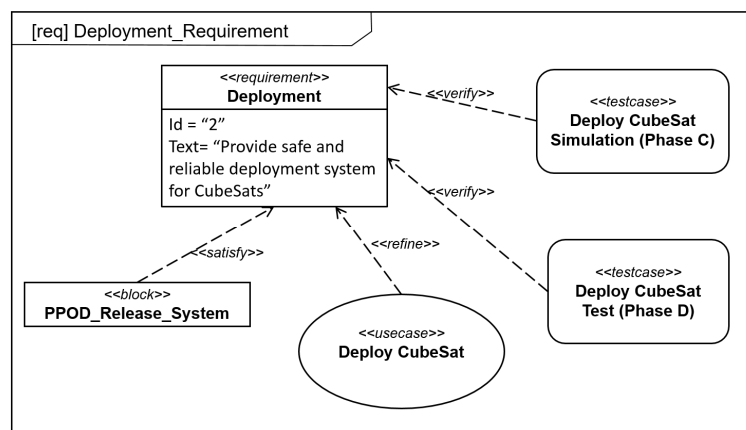 [req] Deployment_Requirement
<<requirement>>
Deployment
Id = “2”
Text= “Provide safe and
reliable deployment system
for CubeSats”
<<verify>>
<<testcase>>
Deploy CubeSat
Simulation (Phase C)
<<verify>>
<<satisfy>>
<<refine>>
<<testcase>>
Deploy CubeSat
Test (Phase D)
<<block>>
PPOD_Release_System
<<usecase>>
Deploy CubeSat